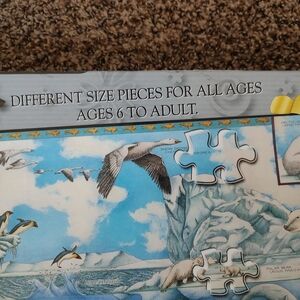 DIFFERENT SIZE PIECES FOR ALL AGES
AGES 6 TO ADULT.